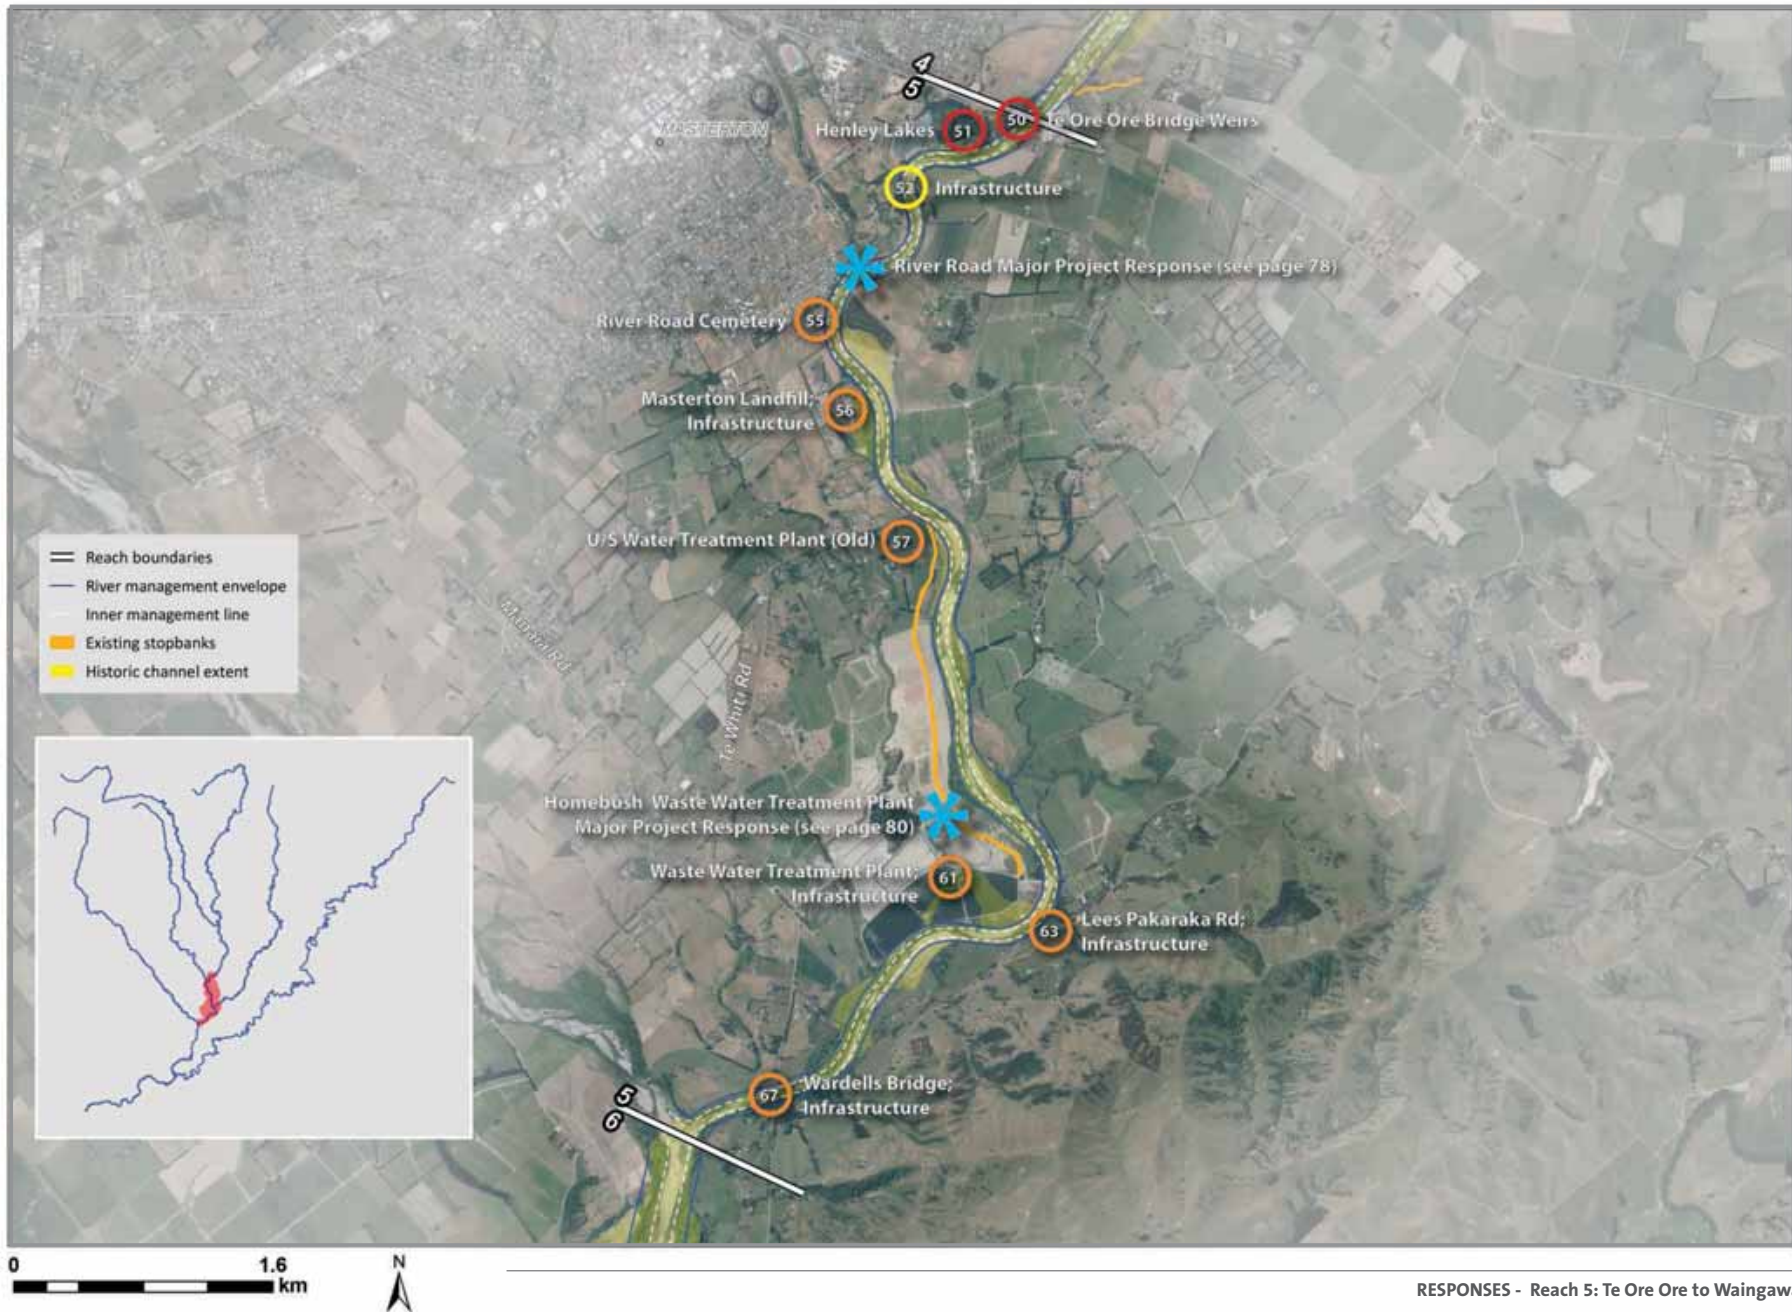 4
5
Henley Lakes
51
50
Te Ore Ore Bridge Weirs
MASTERTON
52
Infrastructure
River Road Major Project Response (see page 78)
River Road Cemetery
55
Masterton Landfill;
Infrastructure
56
U/S Water Treatment Plant (Old)
57
Reach boundaries
River management envelope
Inner management line
Existing stopbanks
Historic channel extent
Te Whiti Rd
Homebush Waste Water Treatment Plant
Major Project Response (see page 80)
Waste Water Treatment Plant;
Infrastructure
61
63
Lees Pakaraka Rd;
Infrastructure
67
Wardells Bridge;
Infrastructure
5
6
0
1.6
km
N
RESPONSES - Reach 5: Te Ore Ore to Waingaw